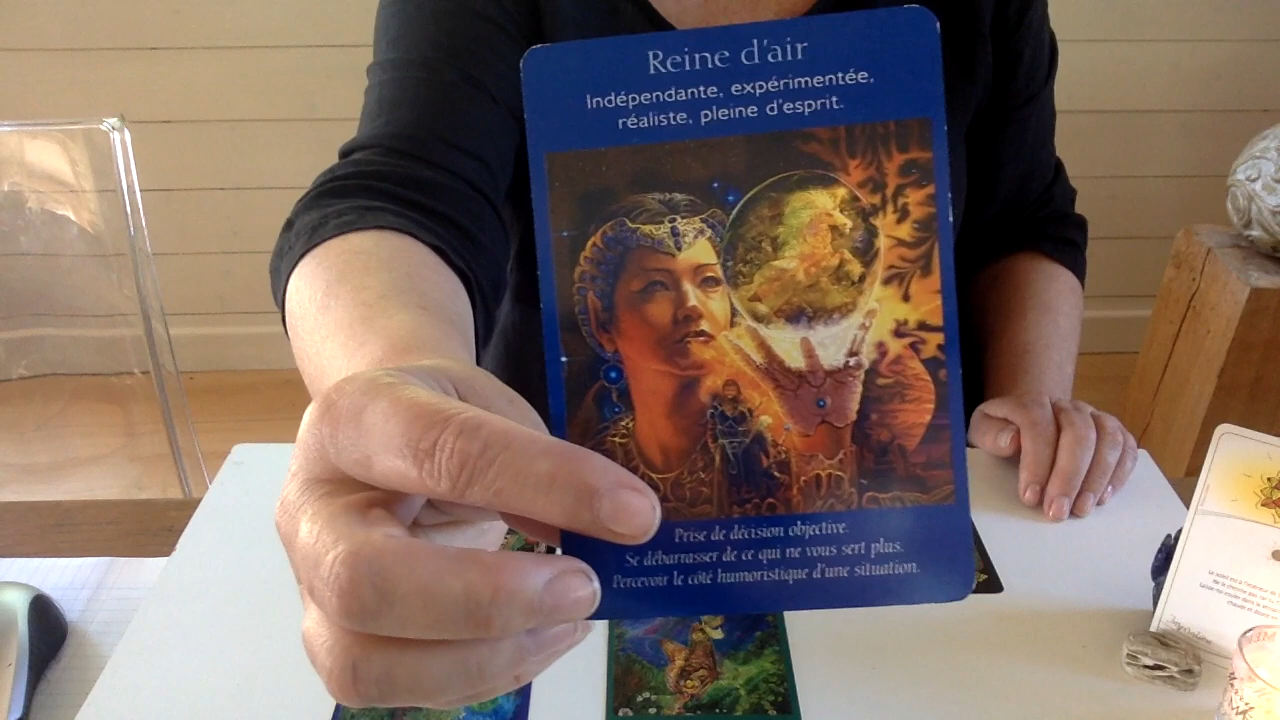 Reine d'air
Indépendante, expérimentée,
réaliste, pleine d'esprit.
Prise de décision objective.
Se débarrasser de ce qui ne vous sert plus.
Percevoir le côté humoristique d'une situation.